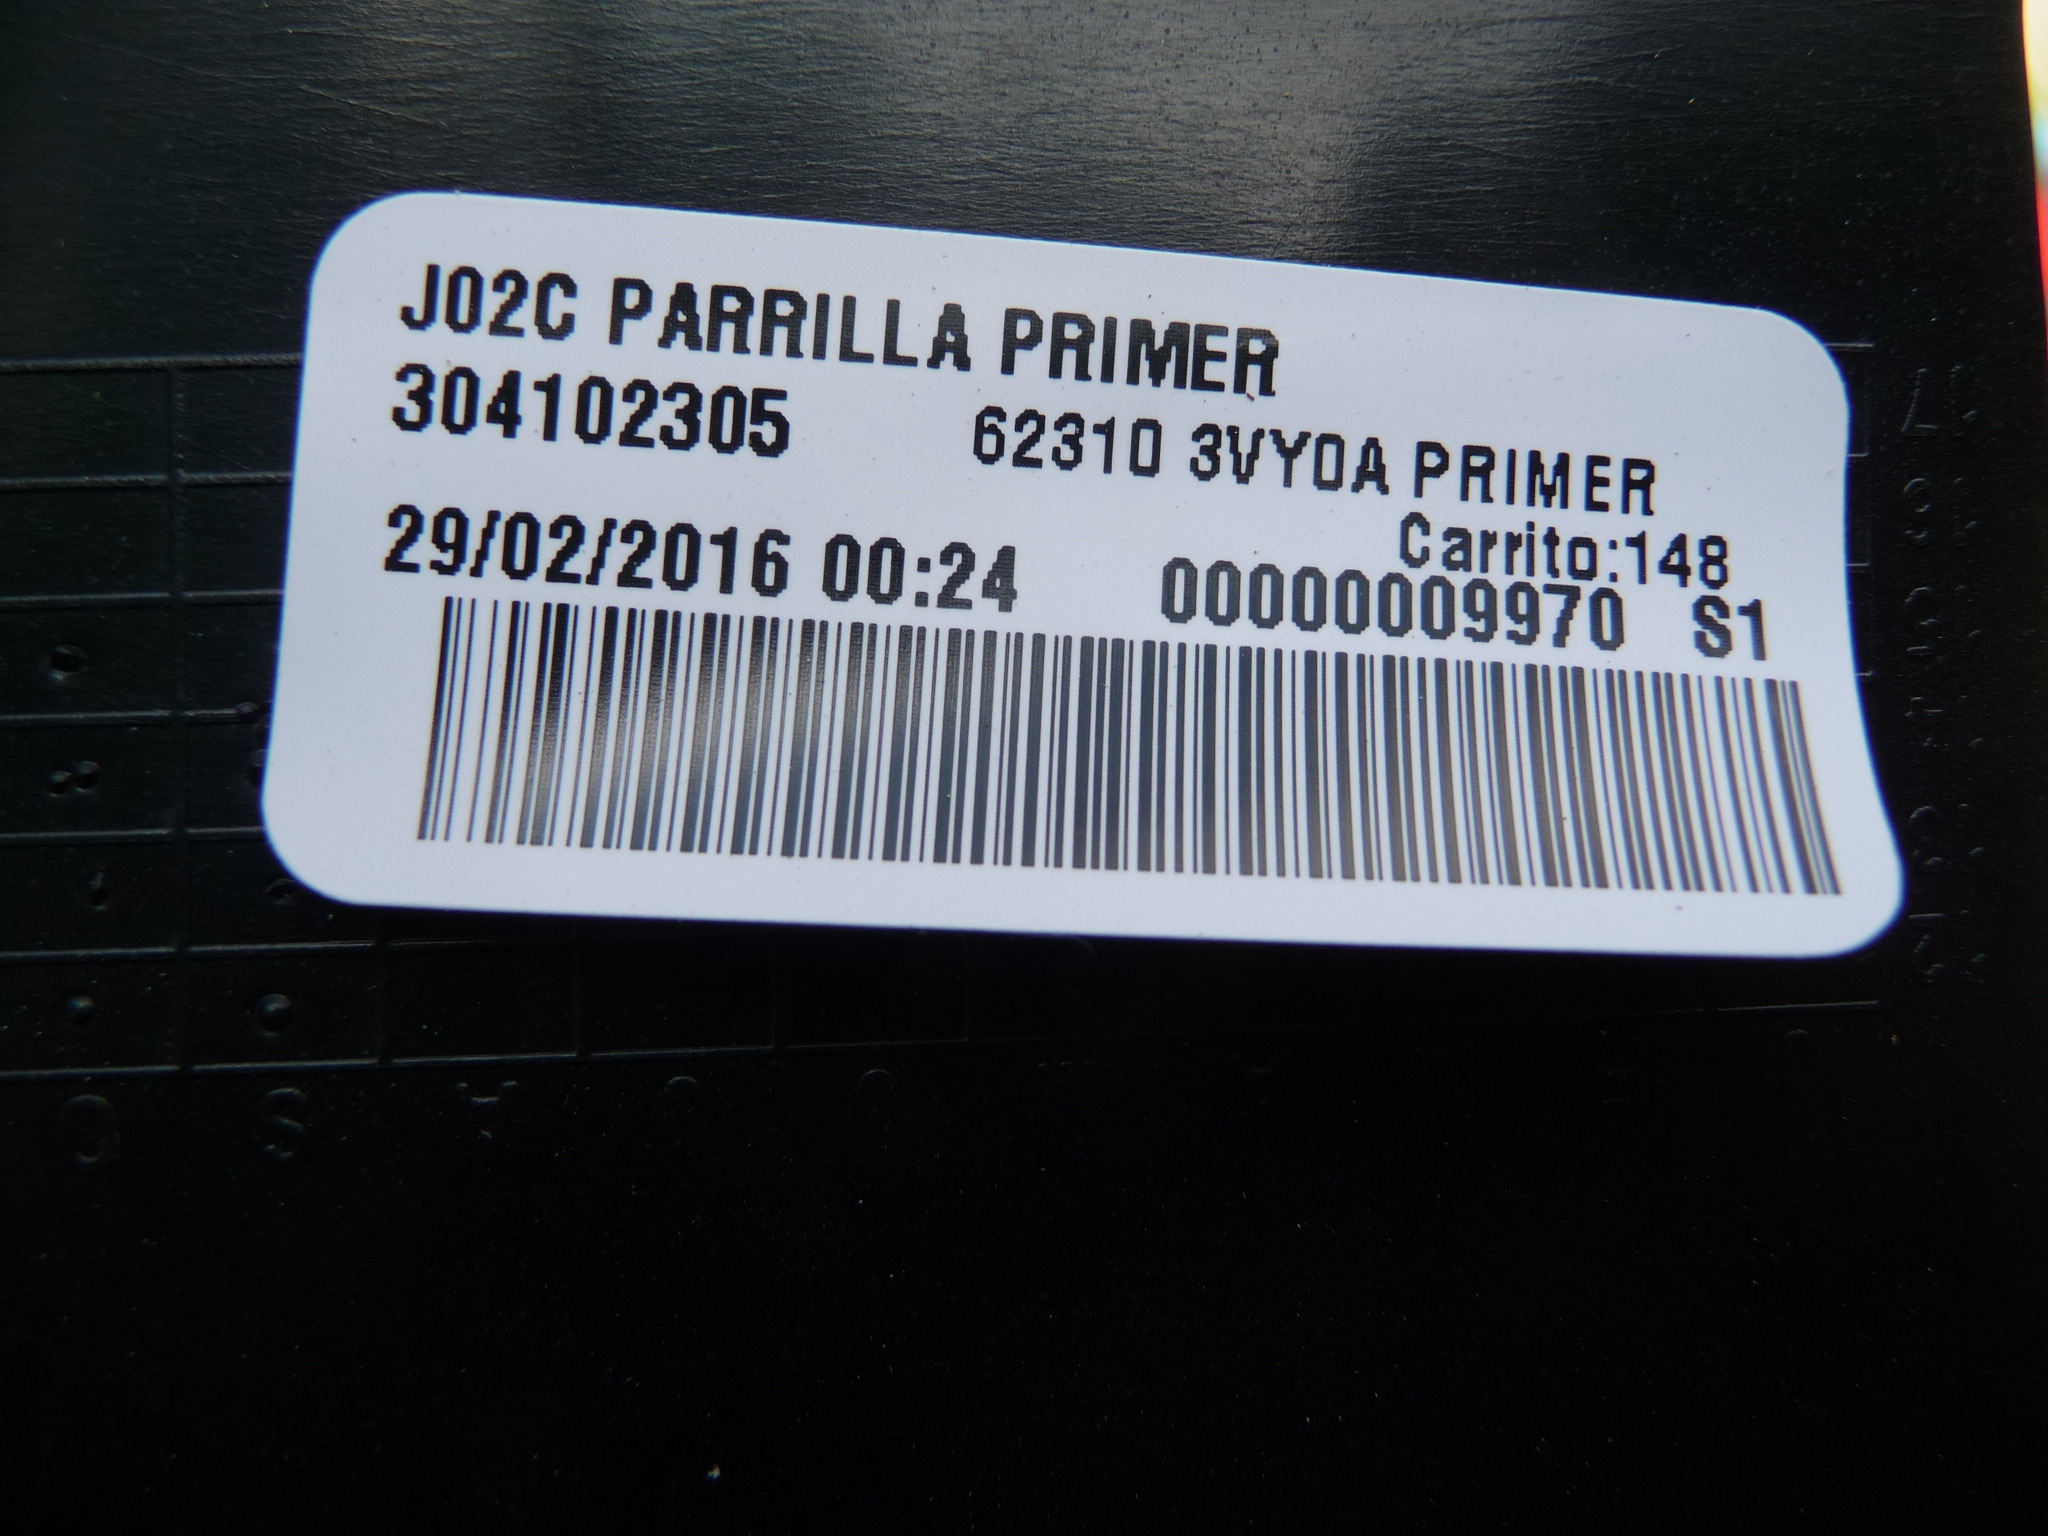 J02C PARRILLA PRIMER
304102305 62310 3VY0A PRIMER
Carrito:148
29/02/2016 00:24 00000009970 S1